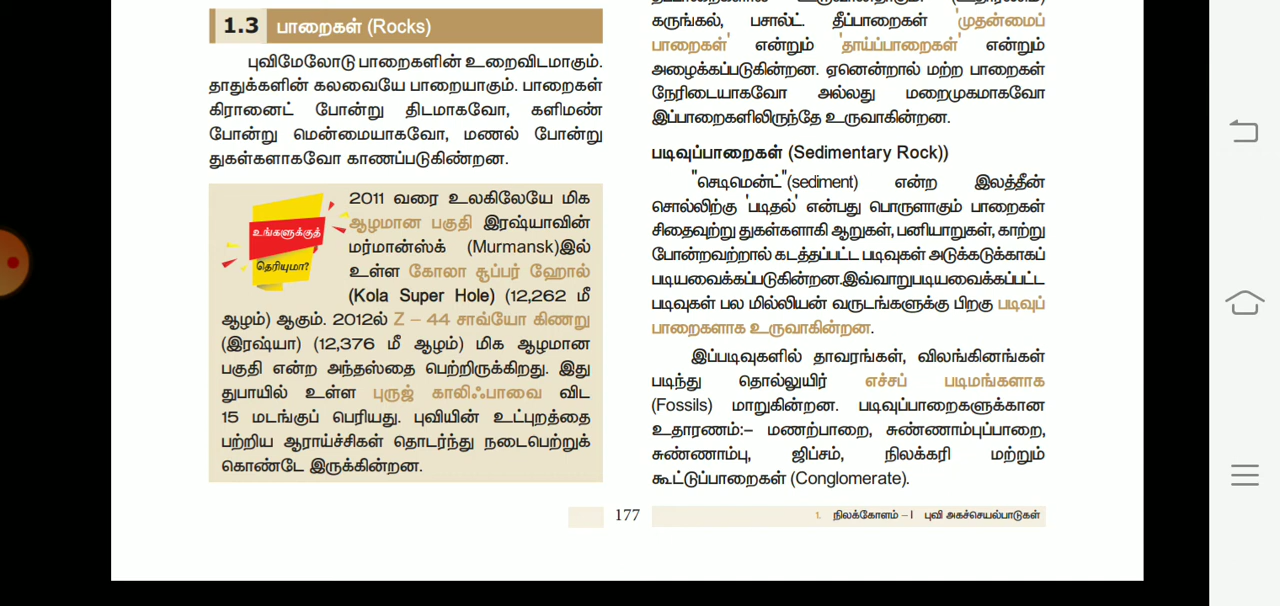 1.3 பாறைகள் (Rocks)
புவிமேலோடு பாறைகளின் உறைவிடமாகும்.
தாதுக்களின் கலவையே பாறையாகும். பாறைகள்
கிரானைட் போன்று திடமாகவோ, களிமண்
போன்று மென்மையாகவோ, மணல் போன்று
துகள்களாகவோ காணப்படுகிண்றன.
உங்களுக்குத்
தெரியுமா?
2011 வரை உலகிலேயே மிக
ஆழமான பகுதி இரஷ்யாவின்
மர்மான்ஸ்க் (Murmansk)இல்
உள்ள கோலா சூப்பர் ஹோல்
(Kola Super Hole) (12,262 மீ
ஆழம்) ஆகும். 2012ல் Z – 44 சாவ்யோ கிணறு
(இரஷ்யா) (12,376 மீ ஆழம்) மிக ஆழமான
பகுதி என்ற அந்தஸ்தை பெற்றிருக்கிறது. இது
துபாயில் உள்ள புருஜ் காலிஃபாவை விட
15 மடங்குப் பெரியது. புவியின் உட்புறத்தை
பற்றிய ஆராய்ச்சிகள் தொடர்ந்து நடைபெற்றுக்
கொண்டே இருக்கின்றன.
கருங்கல், பசால்ட். தீப்பாறைகள் 'முதன்மைப்
பாறைகள்' என்றும் 'தாய்ப்பாறைகள்' என்றும்
அழைக்கப்படுகின்றன. ஏனென்றால் மற்ற பாறைகள்
நேரிடையாகவோ அல்லது மறைமுகமாகவோ
இப்பாறைகளிலிருந்தே உருவாகின்றன.
படிவுப்பாறைகள் (Sedimentary Rock))
"செடிமென்ட்"(sediment) என்ற இலத்தீன்
சொல்லிற்கு 'படிதல்' என்பது பொருளாகும் பாறைகள்
சிதைவுற்று துகள்களாகி ஆறுகள், பனியாறுகள், காற்று
போன்றவற்றால் கடத்தப்பட்ட படிவுகள் அடுக்கடுக்காகப்
படியவைக்கப்படுகின்றன.இவ்வாறுபடியவைக்கப்பட்ட
படிவுகள் பல மில்லியன் வருடங்களுக்கு பிறகு படிவுப்
பாறைகளாக உருவாகின்றன.
இப்படிவுகளில் தாவரங்கள், விலங்கினங்கள்
படிந்து தொல்லுயிர் எச்சப் படிமங்களாக
(Fossils) மாறுகின்றன. படிவுப்பாறைகளுக்கான
உதாரணம்:– மணற்பாறை, சுண்ணாம்புப்பாறை,
சுண்ணாம்பு, ஜிப்சம், நிலக்கரி மற்றும்
கூட்டுப்பாறைகள் (Conglomerate).
177
1. நிலக்கோளம் – I புவி அகச்செயல்பாடுகள்